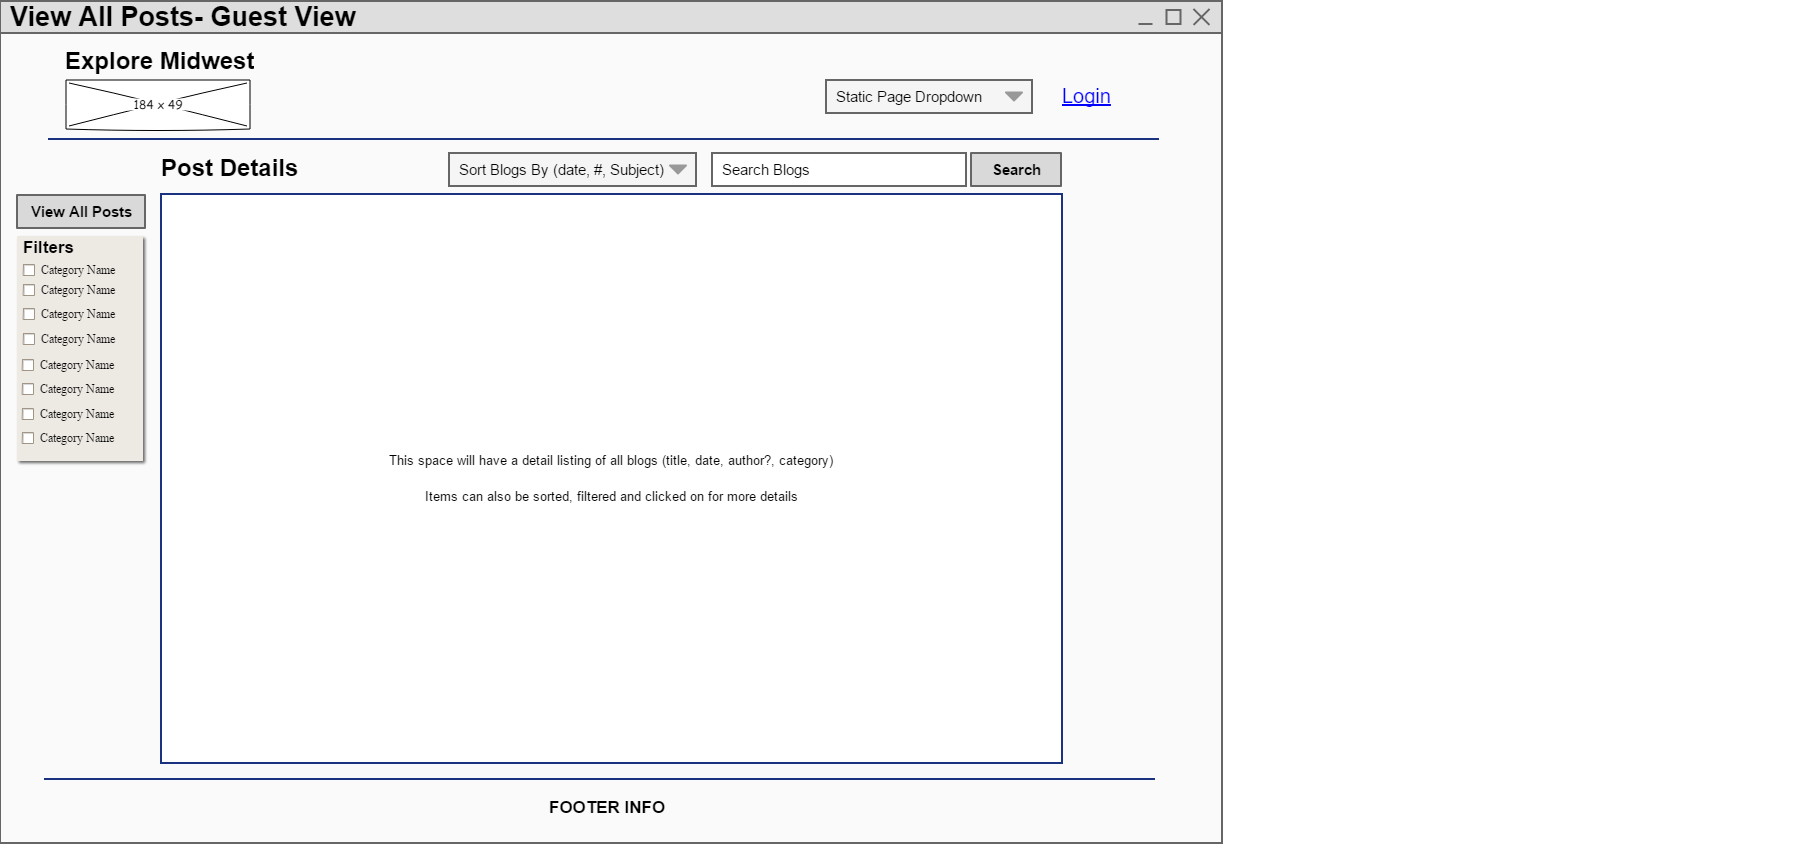 View All Posts- Guest View
Explore Midwest
184 x 49
Static Page Dropdown
Login
Post Details
Sort Blogs By (date, #, Subject)
Search Blogs
Search
View All Posts
Filters
Category Name
Category Name
Category Name
Category Name
Category Name
Category Name
Category Name
Category Name
This space will have a detail listing of all blogs (title, date, author?, category)
Items can also be sorted, filtered and clicked on for more details
FOOTER INFO